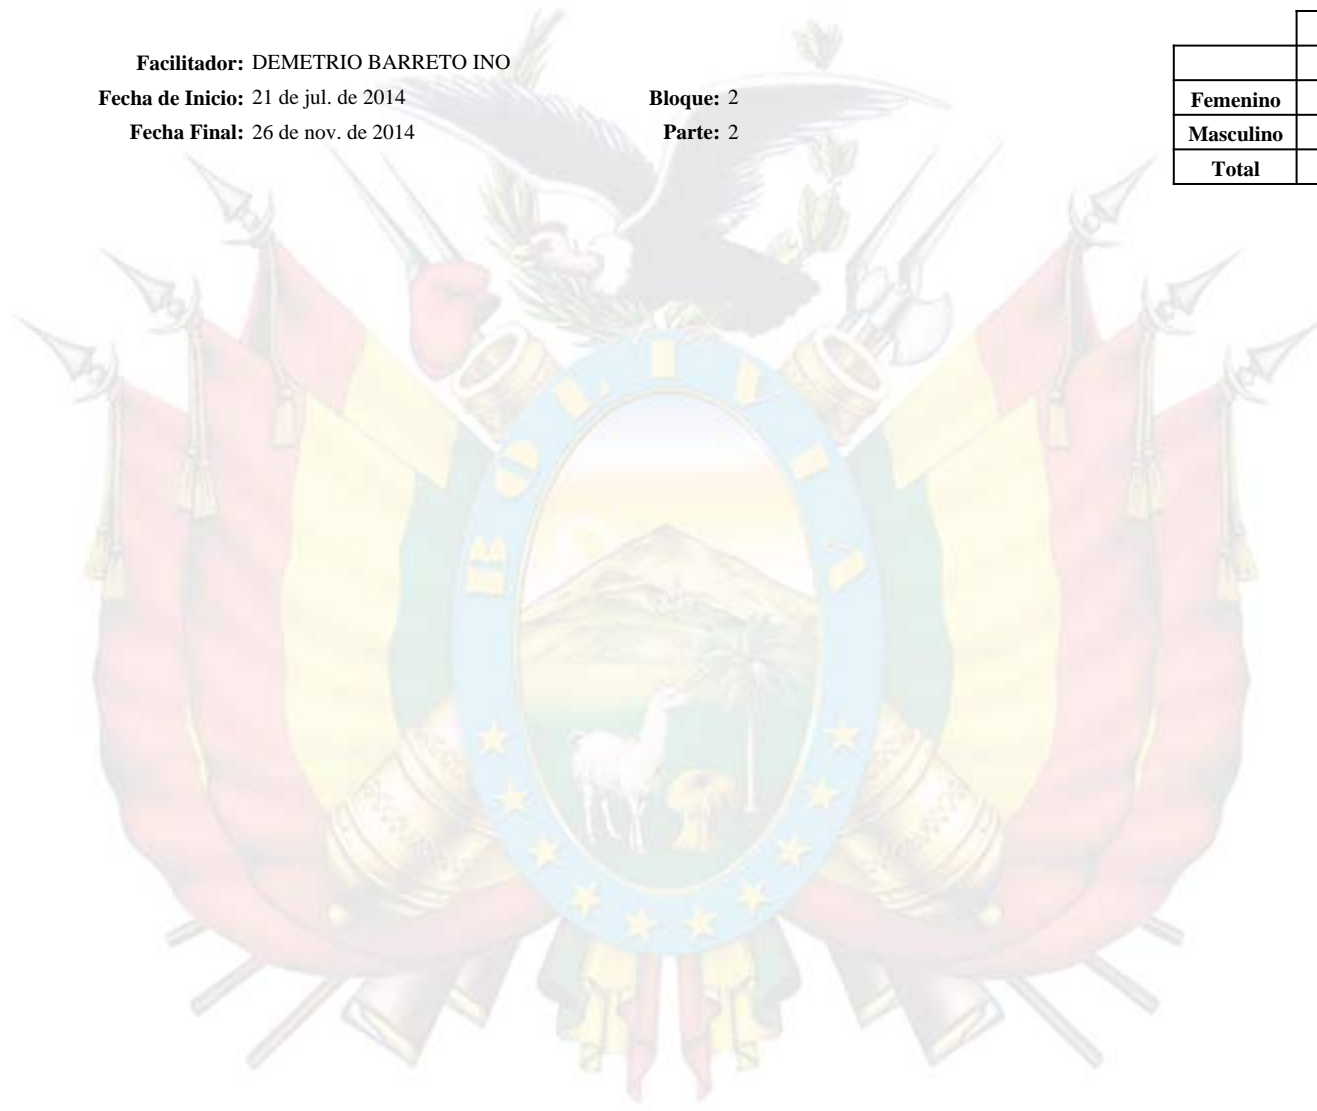 Facilitador: DEMETRIO BARRETO INO
Fecha de Inicio: 21 de jul. de 2014 Bloque: 2
Fecha Final: 26 de nov. de 2014 Parte: 2
Femenino
Masculino
Total
BOLIVIA